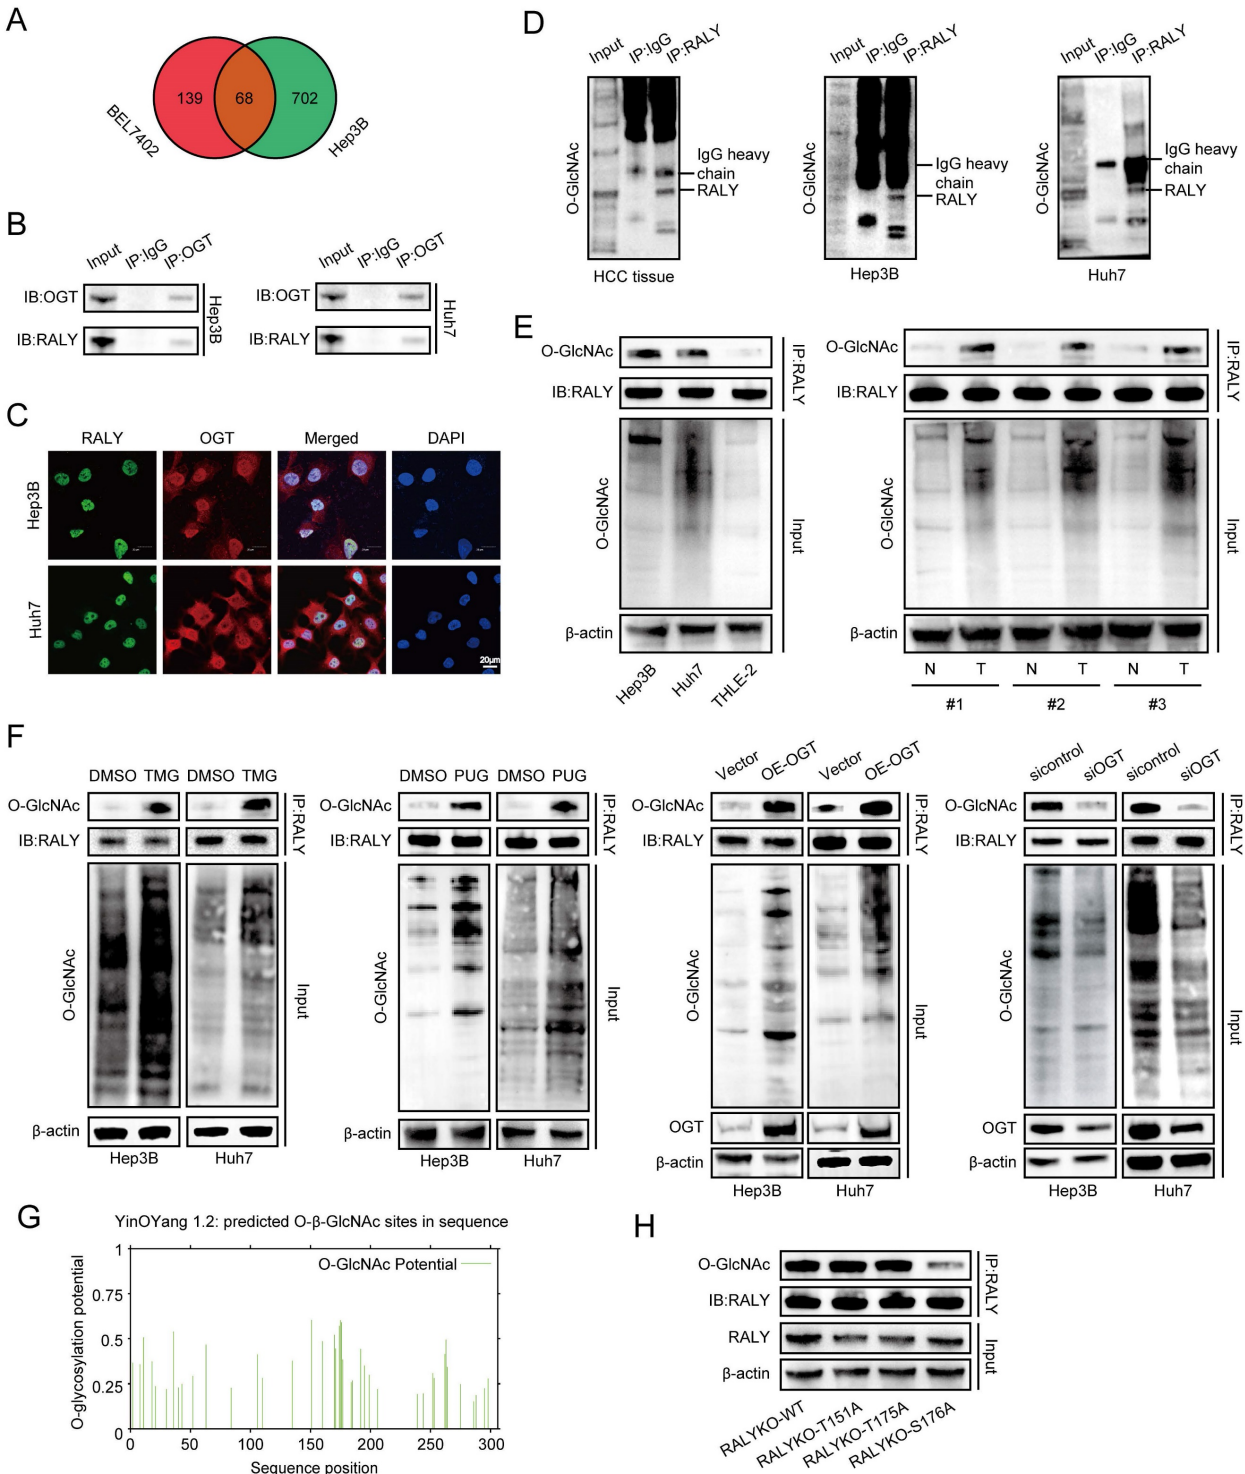 A
139
68
702
BEL7402
Hep3B
B
Input
IP:IgG
IP:OGT
IB:OGT
IB:RALY
Hep3B
Input
IP:IgG
IP:OGT
IB:OGT
IB:RALY
Huh7
C
RALY
OGT
Merged
DAPI
Hep3B
Huh7
20μm
D
Input
IP:IgG
IP:RALY
O-GlcNAc
IgG heavy
chain
RALY
HCC tissue
Input
IP:IgG
IP:RALY
O-GlcNAc
IgG heavy
chain
RALY
Hep3B
Input
IP:IgG
IP:RALY
O-GlcNAc
IgG heavy
chain
RALY
Huh7
E
O-GlcNAc
IB:RALY
IP:RALY
O-GlcNAc
Input
β-actin
Hep3B
Huh7
THLE-2
O-GlcNAc
IB:RALY
IP:RALY
O-GlcNAc
Input
β-actin
N T N T N T
#1 #2 #3
F
DMSO TMG DMSO TMG
O-GlcNAc
IB:RALY
IP:RALY
O-GlcNAc
Input
β-actin
Hep3B Huh7
DMSO PUG DMSO PUG
O-GlcNAc
IB:RALY
IP:RALY
O-GlcNAc
Input
β-actin
Hep3B Huh7
Vector OE-OGT Vector OE-OGT
O-GlcNAc
IB:RALY
IP:RALY
O-GlcNAc
Input
OGT
β-actin
Hep3B Huh7
sicontrol siOGT sicontrol siOGT
O-GlcNAc
IB:RALY
IP:RALY
O-GlcNAc
Input
OGT
β-actin
Hep3B Huh7
G
YinOYang 1.2: predicted O-β-GlcNAc sites in sequence
O-GlcNAc Potential
O-glycosylation potential
1
0.75
0.5
0.25
0
0 50 100 150 200 250 300
Sequence position
H
O-GlcNAc
IB:RALY
IP:RALY
RALY
β-actin
Input
RALYKO-WT
RALYKO-T151A
RALYKO-T175A
RALYKO-S176A